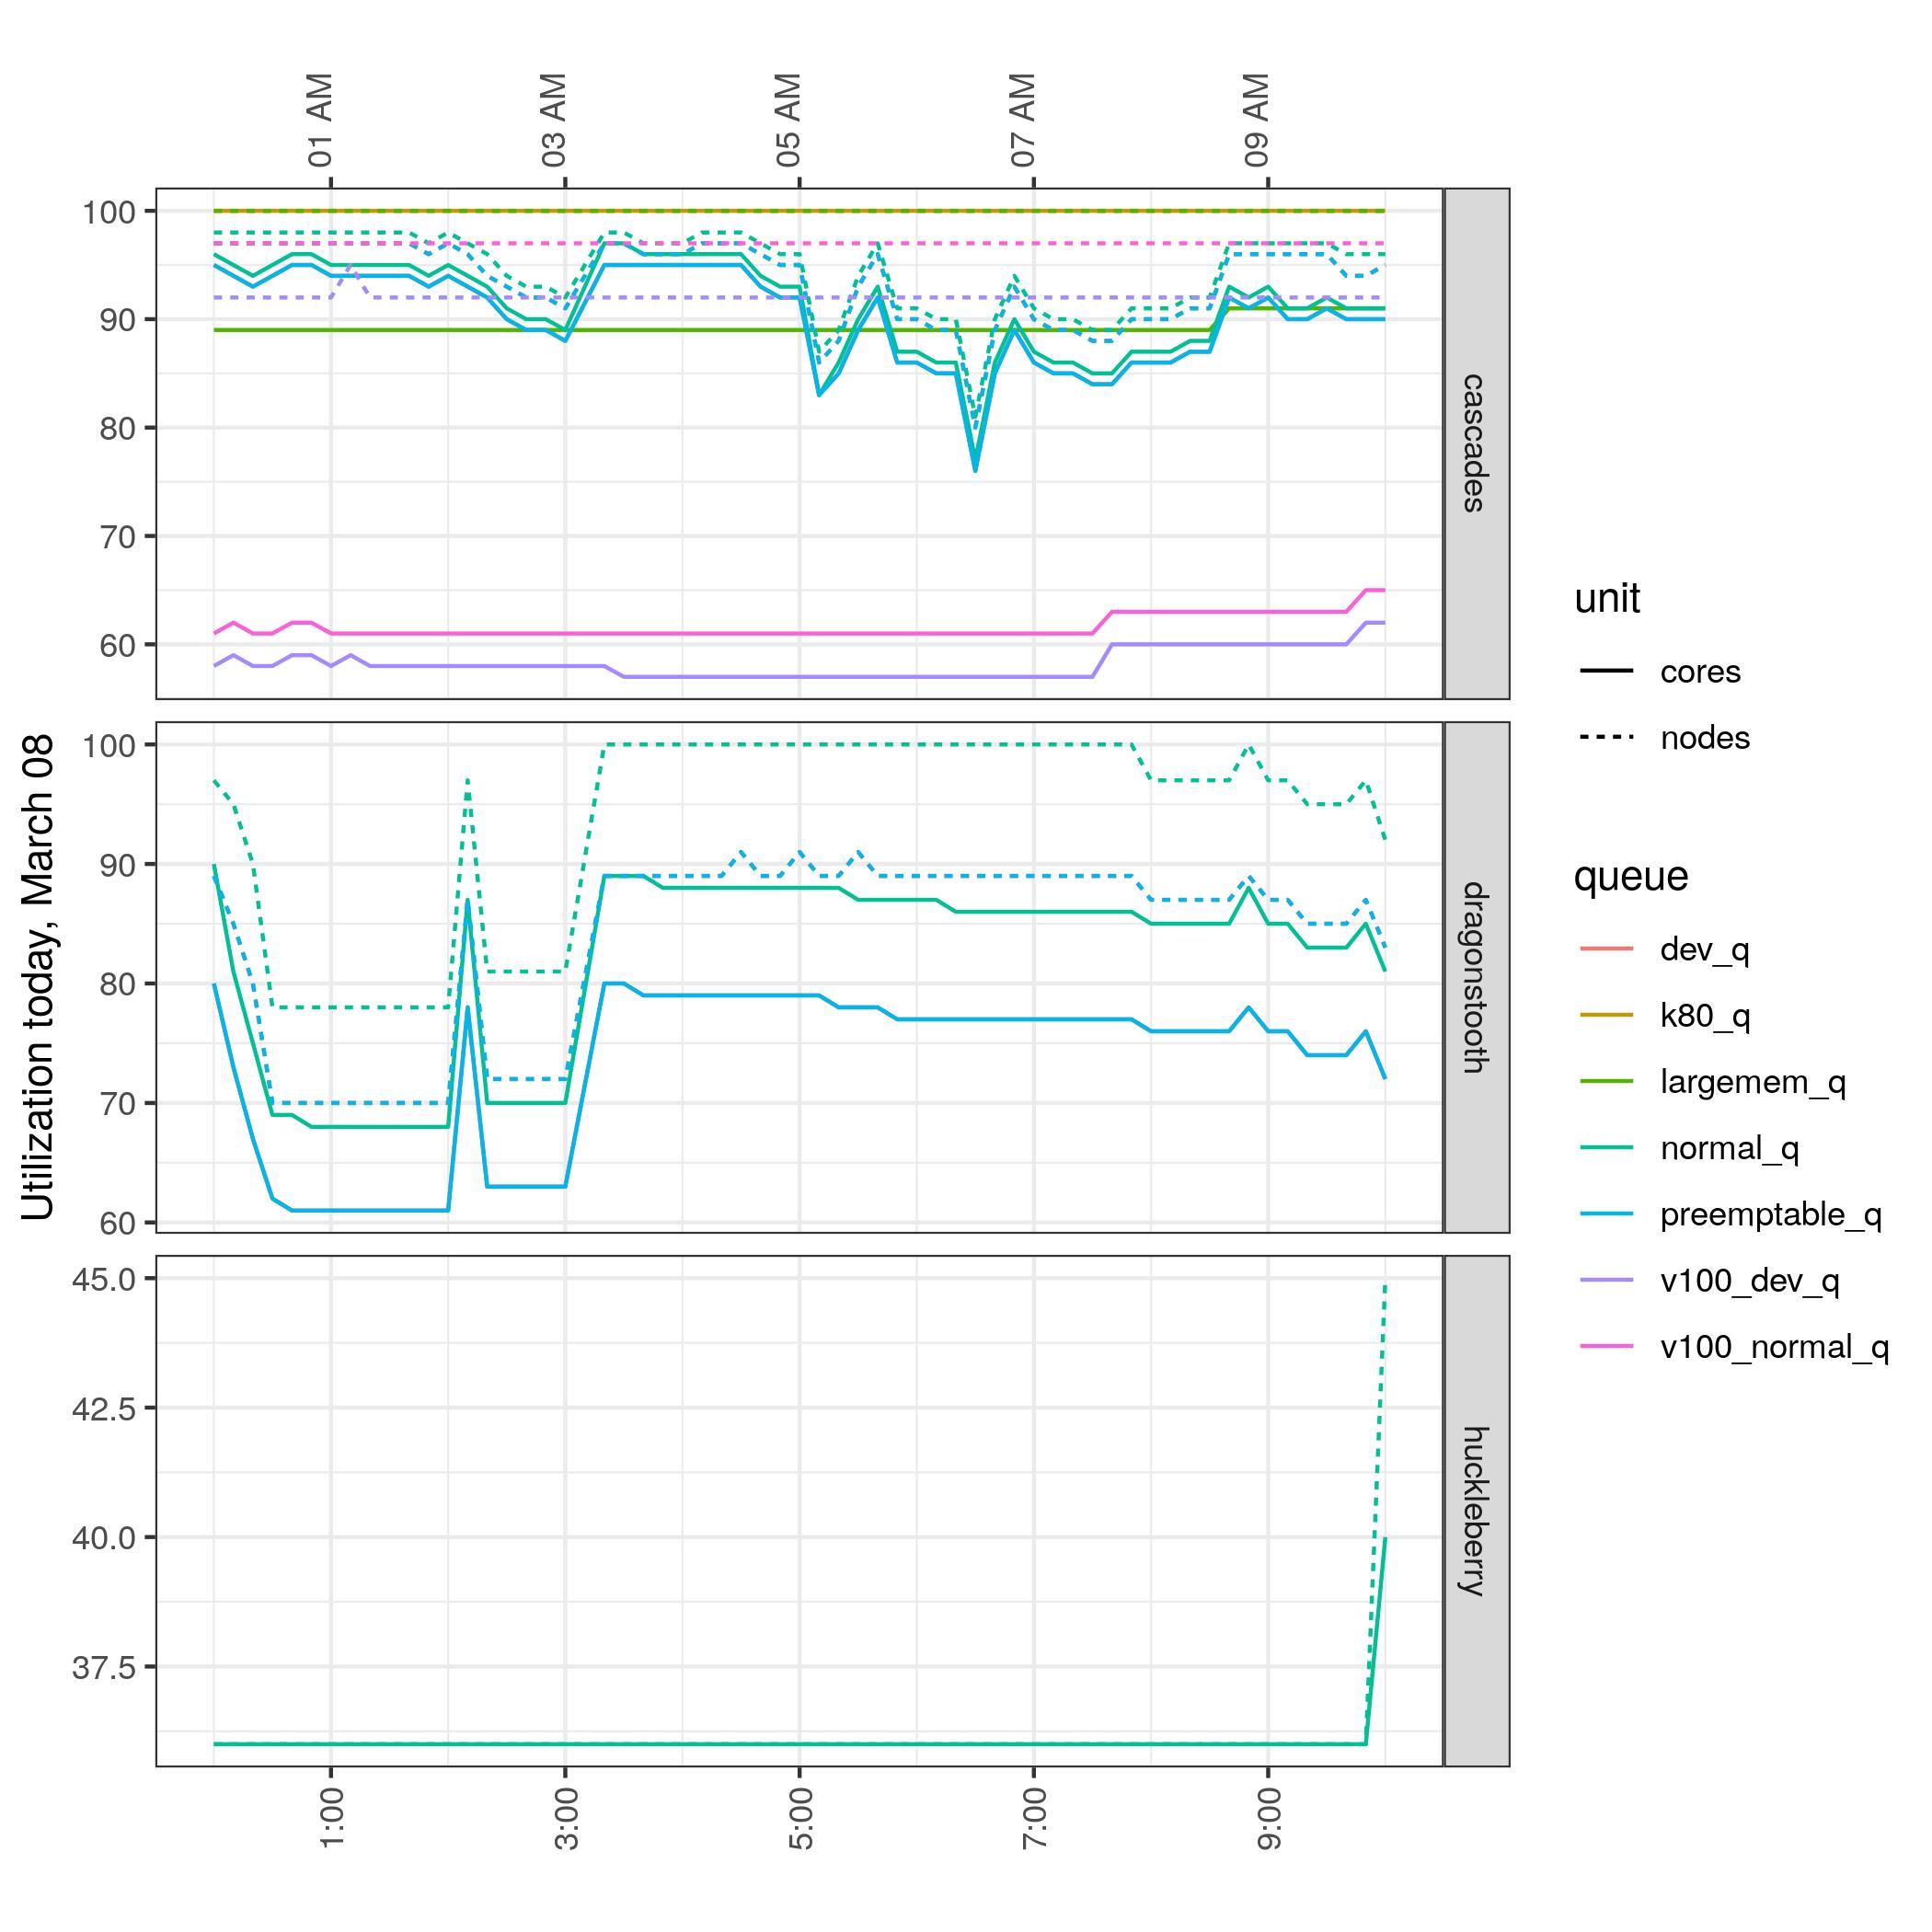 01 AM
03 AM
05 AM
07 AM
09 AM
100
90
80
70
60
cascades
100
90
80
70
60
dragonstooth
45.0
42.5
40.0
37.5
huckleberry
1:00
3:00
5:00
7:00
9:00
Utilization today, March 08
unit
cores
nodes
queue
dev_q
k80_q
largemem_q
normal_q
preemptable_q
v100_dev_q
v100_normal_q